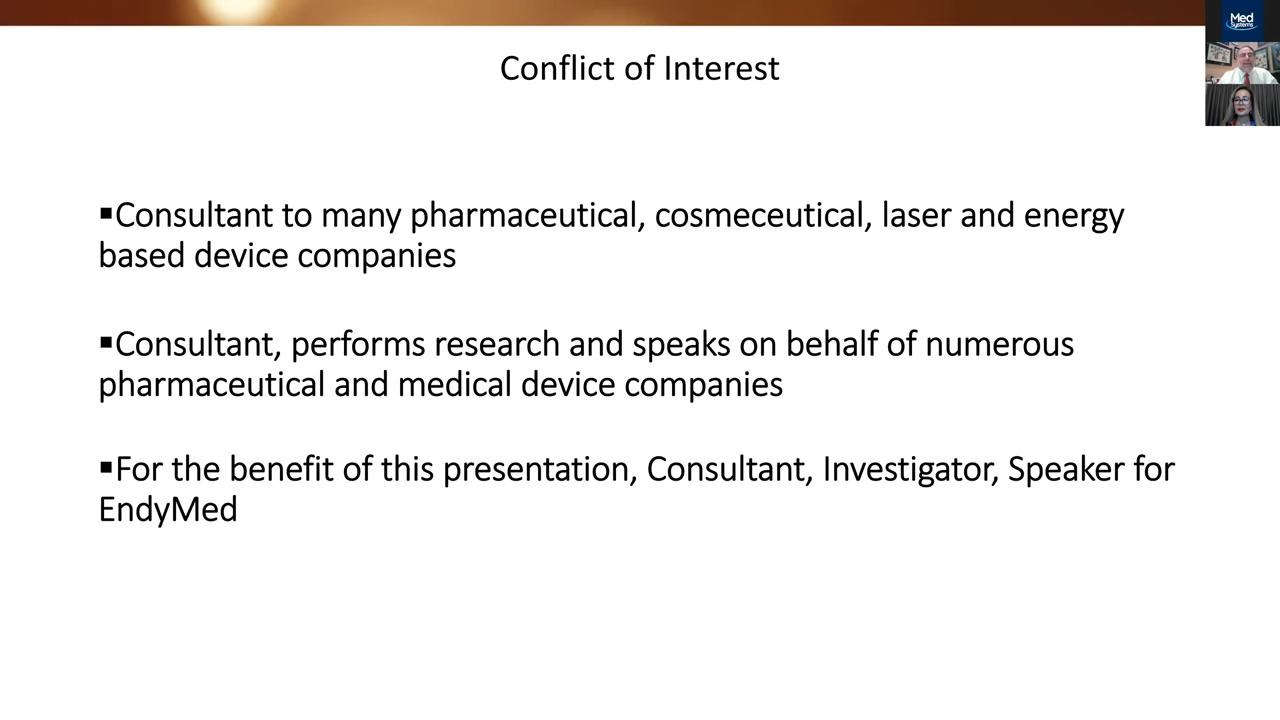 Med
Systems
Conflict of Interest
▪Consultant to many pharmaceutical, cosmeceutical, laser and energy
based device companies
▪Consultant, performs research and speaks on behalf of numerous
pharmaceutical and medical device companies
▪For the benefit of this presentation, Consultant, Investigator, Speaker for
EndyMed